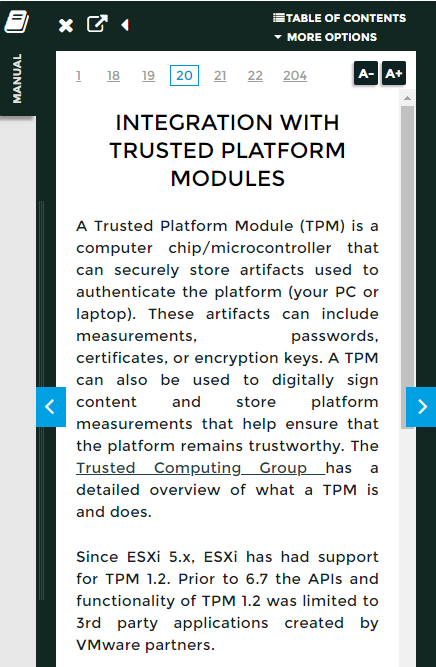 TABLE OF CONTENTS
MORE OPTIONS
MANUAL
1 18 19 20 21 22 204
A- A+
INTEGRATION WITH
TRUSTED PLATFORM
MODULES
A Trusted Platform Module (TPM) is a
computer chip/microcontroller that
can securely store artifacts used to
authenticate the platform (your PC or
laptop). These artifacts can include
measurements, passwords,
certificates, or encryption keys. A TPM
can also be used to digitally sign
content and store platform
measurements that help ensure that
the platform remains trustworthy. The
Trusted Computing Group has a
detailed overview of what a TPM is
and does.
Since ESXi 5.x, ESXi has had support
for TPM 1.2. Prior to 6.7 the APIs and
functionality of TPM 1.2 was limited to
3rd party applications created by
VMware partners.